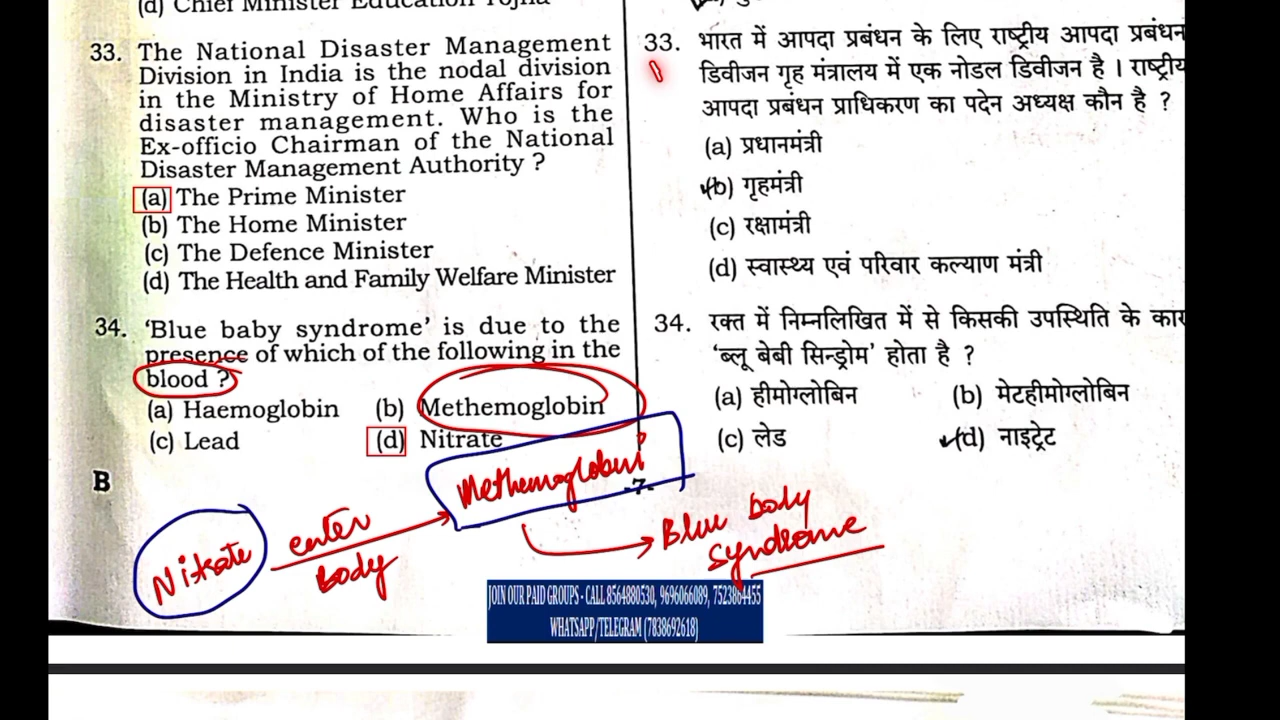 (d) Chief Minister Education Yojna
33. The National Disaster Management
Division in India is the nodal division
in the Ministry of Home Affairs for
disaster management. Who is the
Ex-officio Chairman of the National
Disaster Management Authority ?
(a) The Prime Minister
(b) The Home Minister
(c) The Defence Minister
(d) The Health and Family Welfare Minister
34. 'Blue baby syndrome' is due to the
presence of which of the following in the
blood ?
(a) Haemoglobin (b) Methemoglobin
(c) Lead (d) Nitrate
B
-7-
33. भारत में आपदा प्रबंधन के लिए राष्ट्रीय आपदा प्रबंधन
डिवीजन गृह मंत्रालय में एक नोडल डिवीजन है । राष्ट्रीय
आपदा प्रबंधन प्राधिकरण का पदेन अध्यक्ष कौन है ?
(a) प्रधानमंत्री
(b) गृहमंत्री
(c) रक्षामंत्री
(d) स्वास्थ्य एवं परिवार कल्याण मंत्री
34. रक्त में निम्नलिखित में से किसकी उपस्थिति के कार
'ब्लू बेबी सिन्ड्रोम' होता है ?
(a) हीमोग्लोबिन (b) मेटहीमोग्लोबिन
(c) लेड (d) नाइट्रेट
Nitrate enter body Methemoglobin
Blue body
Syndrome
JOIN OUR PAID GROUPS - CALL 8564880530, 9696066089, 7523864455
WHATSAPP/TELEGRAM (7838692618)